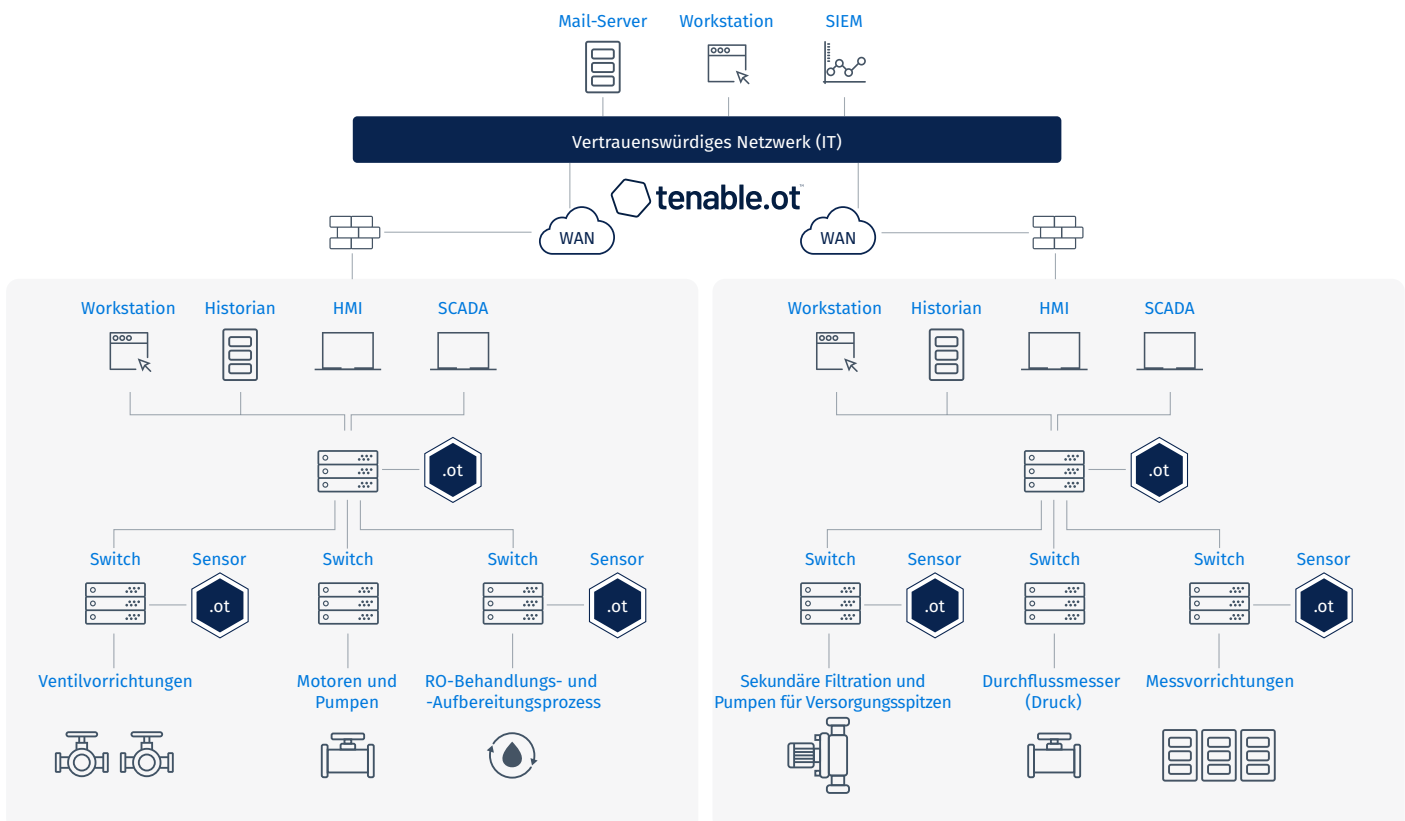 Mail-Server Workstation SIEM
Vertrauenswürdiges Netzwerk (IT)
tenable.ot™
WAN WAN
Workstation Historian HMI SCADA
.ot
Switch Sensor Switch Switch Sensor
.ot .ot
Ventilvorrichtungen Motoren und RO-Behandlungs- und
Pumpen -Aufbereitungsprozess
Workstation Historian HMI SCADA
.ot
Switch Sensor Switch Switch Sensor
.ot .ot
Sekundäre Filtration und Durchflussmesser Messvorrichtungen
Pumpen für Versorgungsspitzen (Druck)